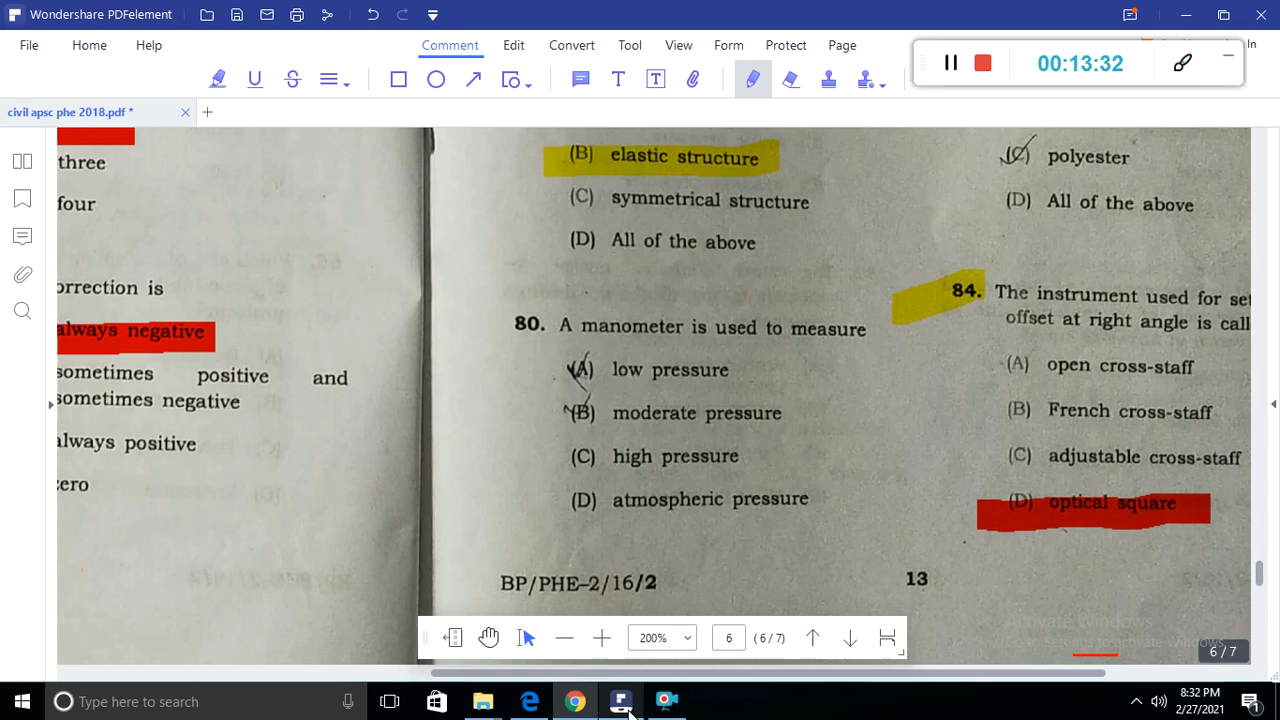 Wondershare PDFelement
File Home Help Comment Edit Convert Tool View Form Protect Page
00:13:32
civil apsc phe 2018.pdf *
three
four
orrection is
always negative
sometimes positive and
sometimes negative
always positive
zero
(B) elastic structure
(C) symmetrical structure
(D) All of the above
80. A manometer is used to measure
(A) low pressure
(B) moderate pressure
(C) high pressure
(D) atmospheric pressure
BP/PHE–2/16/2
13
(C) polyester
(D) All of the above
84. The instrument used for set
offset at right angle is call
(A) open cross-staff
(B) French cross-staff
(C) adjustable cross-staff
(D) optical square
Activate Windows
200% 6 (6 / 7)
6 / 7
Type here to search
8:32 PM
2/27/2021